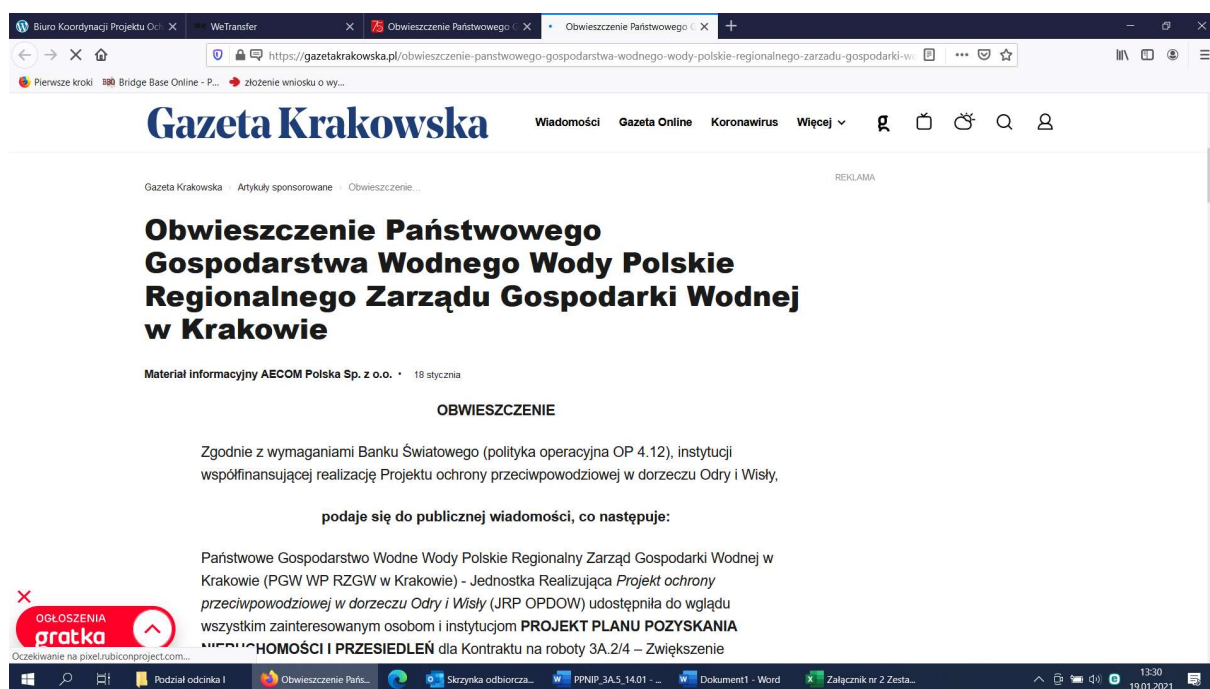 Biuro Koordynacji Projektu Och
WeTransfer
Obwieszczenie Państwowego G
Obwieszczenie Państwowego G
https://gazetakrakowska.pl/obwieszczenie-panstwowego-gospodarstwa-wodnego-wody-polskie-regionalnego-zarzadu-gospodarki-wo
Pierwsze kroki
BBO Bridge Base Online - P...
złożenie wniosku o wy...
Gazeta Krakowska
Wiadomości Gazeta Online Koronawirus Więcej
g
REKLAMA
Gazeta Krakowska Artykuły sponsorowane Obwieszczenie...
Obwieszczenie Państwowego
Gospodarstwa Wodnego Wody Polskie
Regionalnego Zarządu Gospodarki Wodnej
w Krakowie
Materiał informacyjny AECOM Polska Sp. z o.o. • 18 stycznia
OBWIESZCZENIE
Zgodnie z wymaganiami Banku Światowego (polityka operacyjna OP 4.12), instytucji
współfinansującej realizację Projektu ochrony przeciwpowodziowej w dorzeczu Odry i Wisły,
podaje się do publicznej wiadomości, co następuje:
Państwowe Gospodarstwo Wodne Wody Polskie Regionalny Zarząd Gospodarki Wodnej w
Krakowie (PGW WP RZGW w Krakowie) - Jednostka Realizująca Projekt ochrony
przeciwpowodziowej w dorzeczu Odry i Wisły (JRP OPDOW) udostępniła do wglądu
wszystkim zainteresowanym osobom i instytucjom PROJEKT PLANU POZYSKANIA
NIERUCHOMOŚCI I PRZESIEDLEŃ dla Kontraktu na roboty 3A.2/4 – Zwiększenie
OGŁOSZENIA
gratka
Oczekiwanie na pixel.rubiconproject.com...
Podział odcinka I
Obwieszczenie Pańs...
Skrzynka odbiorcza...
PPNIP_3A.5_14.01 - ...
Dokument1 - Word
Załącznik nr 2 Zesta...
13:30
19.01.2021